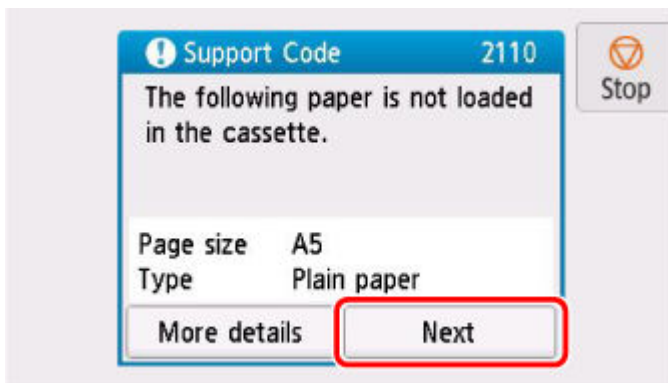 Support Code 2110
Stop
The following paper is not loaded
in the cassette.
Page size A5
Type Plain paper
More details Next